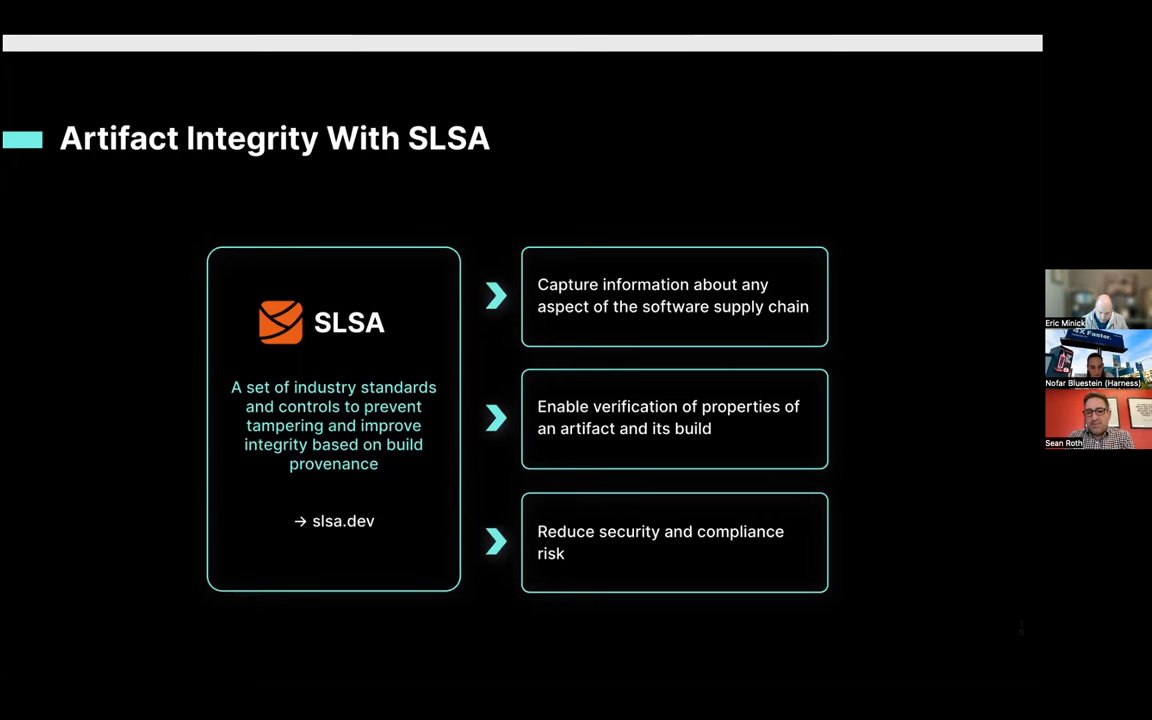 Artifact Integrity With SLSA
SLSA
A set of industry standards
and controls to prevent
tampering and improve
integrity based on build
provenance
→ slsa.dev
Capture information about any
aspect of the software supply chain
Enable verification of properties of
an artifact and its build
Reduce security and compliance
risk
Eric Minick
4X Faster.
Nofar Bluestein (Harness)
Sean Roth